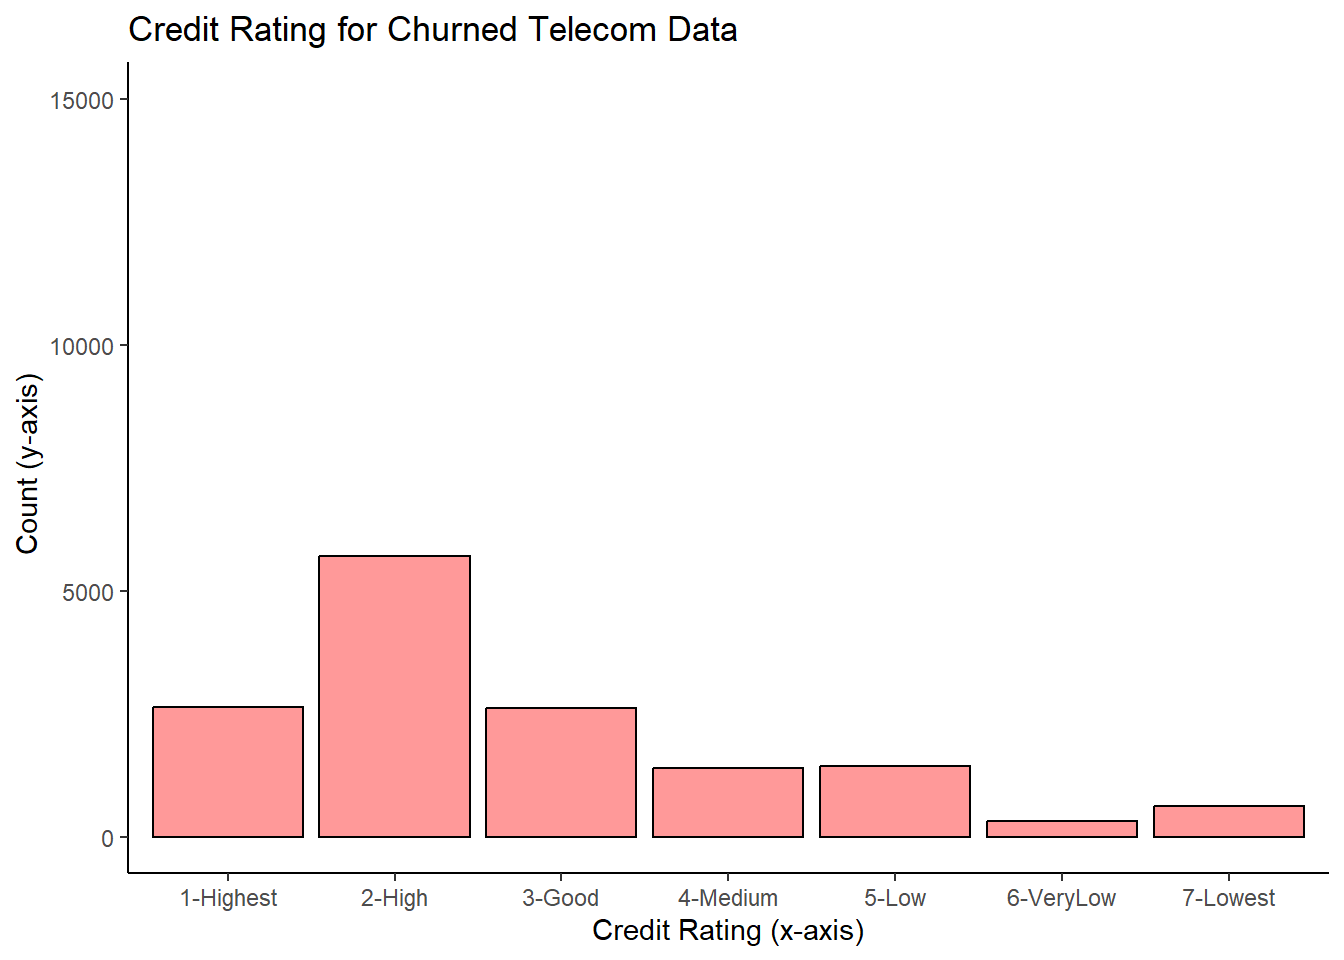 Credit Rating for Churned Telecom Data
15000
10000
5000
0
Count (y-axis)
1-Highest 2-High 3-Good 4-Medium 5-Low 6-VeryLow 7-Lowest
Credit Rating (x-axis)